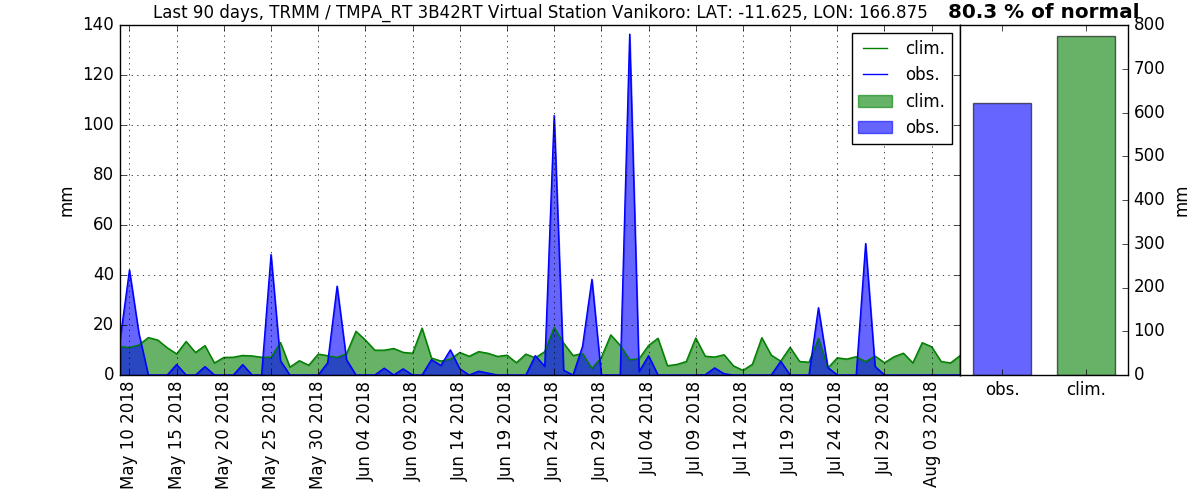 Last 90 days, TRMM / TMPA_RT 3B42RT Virtual Station Vanikoro: LAT: -11.625, LON: 166.875
80.3 % of normal
mm
140
120
100
80
60
40
20
0
clim.
obs.
clim.
obs.
May 10 2018
May 15 2018
May 20 2018
May 25 2018
May 30 2018
Jun 04 2018
Jun 09 2018
Jun 14 2018
Jun 19 2018
Jun 24 2018
Jun 29 2018
Jul 04 2018
Jul 09 2018
Jul 14 2018
Jul 19 2018
Jul 24 2018
Jul 29 2018
Aug 03 2018
obs.
clim.
800
700
600
500
400
300
200
100
0
mm